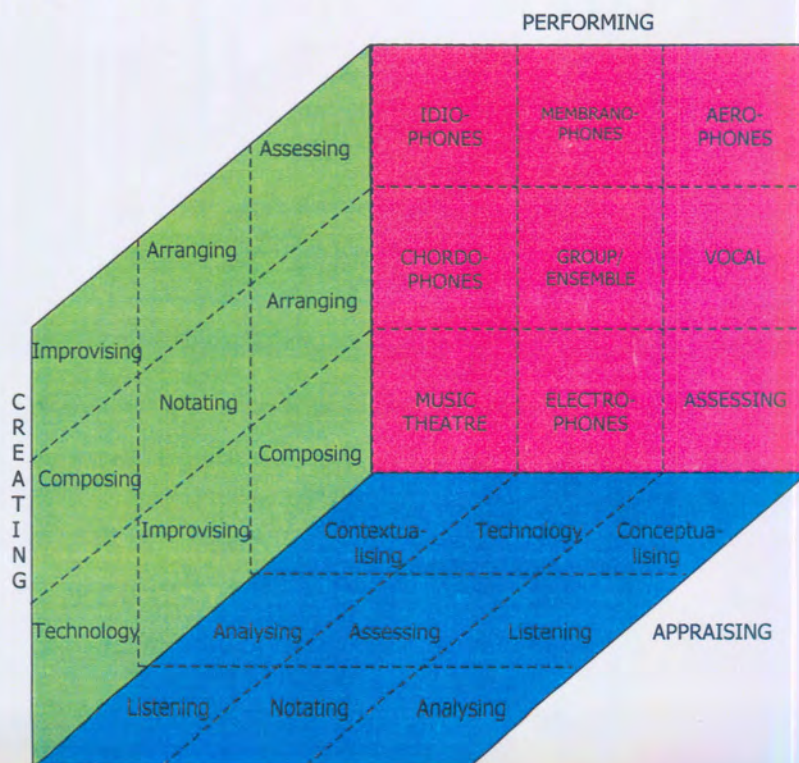 PERFORMING
IDIO-
PHONES
MEMBRANO-
PHONES
AERO-
PHONES
CHORDO-
PHONES
GROUP/
ENSEMBLE
VOCAL
MUSIC
THEATRE
ELECTRO-
PHONES
ASSESSING
CREATING
Assessing
Arranging
Arranging
Improvising
Notating
Composing
Composing
Improvising
Technology
Contextua-
lising
Technology
Conceptua-
lising
Analysing
Assessing
Listening
Listening
Notating
Analysing
APPRAISING